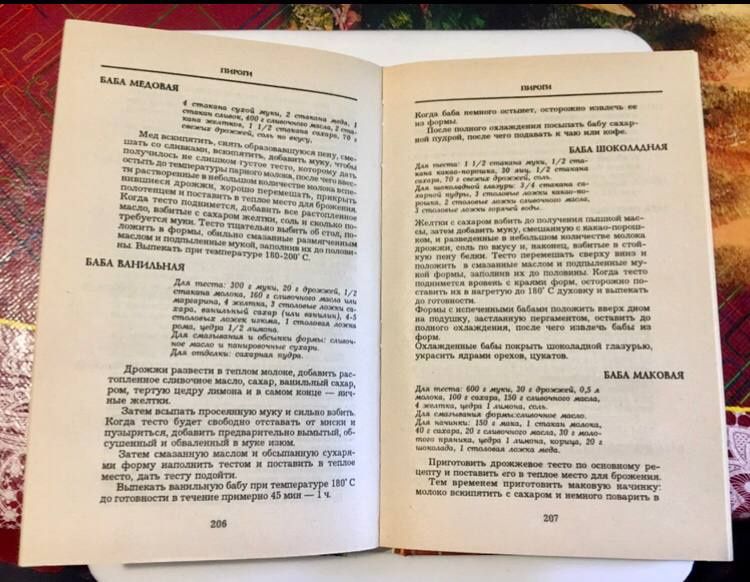 ПИРОГИ
БАБА МЕДОВАЯ
4 стакана сухой муки, 2 стакана меда, 1
стакан сливок, 400 г сливочного масла, 2 ста-
кана желтков, 1 1/2 стакана сахара, 70 г
свежих дрожжей, соль по вкусу.
Мед вскипятить, снять образовавшуюся пену, сме-
шать со сливками, вскипятить, добавить муку, чтобы
получилось не слишком густое тесто, которому дать
остыть до температуры парного молока, после чего ввес-
ти растворенные в небольшом количестве молока вспе-
нившиеся дрожжи, хорошо перемешать, прикрыть
полотенцем и поставить в теплое место для брожения.
Когда тесто поднимется, добавить все растопленное
масло, взбитые с сахаром желтки, соль и сколько по-
требуется муки. Тесто тщательно выбить об стол, по-
ложить в формы, обильно смазанные размягченным
маслом и подпыленные мукой, заполнив их до полови-
ны. Выпекать при температуре 180-200° С.
БАБА ВАНИЛЬНАЯ
Для теста: 300 г муки, 20 г дрожжей, 1/2
стакана молока, 160 г сливочного масла или
маргарина, 4 желтка, 3 столовые ложки са-
хара, ванильный сахар (или ванилин), 4-5
столовых ложек изюма, 1 столовая ложка
рома, цедра 1/2 лимона.
Для смазывания и обсыпки формы: сливоч-
ное масло и панировочные сухари.
Для отделки: сахарная пудра.
Дрожжи развести в теплом молоке, добавить рас-
топленное сливочное масло, сахар, ванильный сахар,
ром, тертую цедру лимона и в самом конце — яич-
ные желтки.
Затем всыпать просеянную муку и сильно взбить.
Когда тесто будет свободно отставать от миски и
пузыриться, добавить предварительно вымытый, об-
сушенный и обваленный в муке изюм.
Затем смазанную маслом и обсыпанную сухаря-
ми форму наполнить тестом и поставить в теплое
место, дать тесту подойти.
Выпекать ванильную бабу при температуре 180° С
до готовности в течение примерно 45 мин — 1 ч.
206
ПИРОГИ
Когда баба немного остынет, осторожно извлечь ее
из формы.
После полного охлаждения посыпать бабу сахар-
ной пудрой, после чего подавать к чаю или кофе.
БАБА ШОКОЛАДНАЯ
Для теста: 1 1/2 стакана муки, 1/2 ста-
кана какао-порошка, 30 яиц, 1/2 стакана
сахара, 70 г свежих дрожжей, соль.
Для шоколадной глазури: 3/4 стакана са-
харной пудры, 3 столовые ложки какао-по-
рошка, 2 столовые ложки сливочного масла,
3 столовые ложки горячей воды.
Желтки с сахаром взбить до получения пышной мас-
сы, затем добавить муку, смешанную с какао-порош-
ком, и разведенные в небольшом количестве молока
дрожжи, соль по вкусу и, наконец, взбитые в стой-
кую пену белки. Тесто перемешать сверху вниз и
положить в смазанные маслом и подпыленные му-
кой формы, заполнив их до половины. Когда тесто
поднимется вровень с краями форм, осторожно пос-
тавить их в нагретую до 180° С духовку и выпекать
до готовности.
Формы с испеченными бабами положить вверх дном
на подушку, застланную пергаментом, оставить до
полного охлаждения, после чего извлечь бабы из
форм.
Охлажденные бабы покрыть шоколадной глазурью,
украсить ядрами орехов, цукатов.
БАБА МАКОВАЯ
Для теста: 600 г муки, 30 г дрожжей, 0,5 л
молока, 100 г сахара, 150 г сливочного масла,
4 желтка, цедра 1 лимона, соль.
Для смазывания формы:сливочное масло.
Для начинки: 150 г мака, 1 стакан молока,
40 г сахара, 20 г сливочного масла, 30 г моло-
того пряника, цедра 1 лимона, корица, 20 г
шоколада, 1 столовая ложка меда.
Приготовить дрожжевое тесто по основному ре-
цепту и поставить его в теплое место для брожения.
Тем временем приготовить маковую начинку:
молоко вскипятить с сахаром и немного поварить в
207